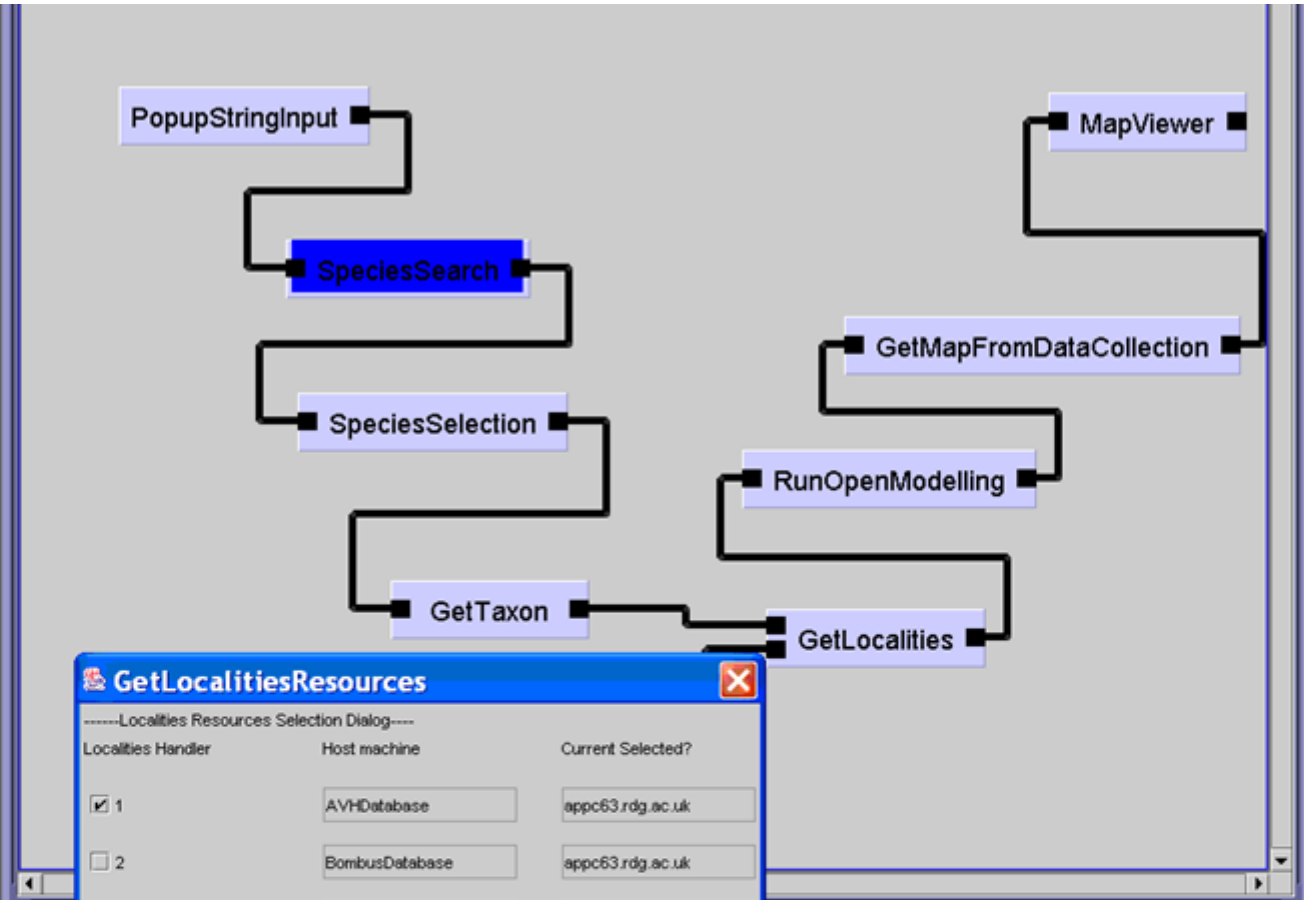 PopupStringInput
MapViewer
SpeciesSearch
GetMapFromDataCollection
SpeciesSelection
RunOpenModelling
GetTaxon
GetLocalities
GetLocalitiesResources
------Localities Resources Selection Dialog----
Localities Handler Host machine Current Selected?
1 AVHDatabase appc63.rdg.ac.uk
2 BombusDatabase appc63.rdg.ac.uk